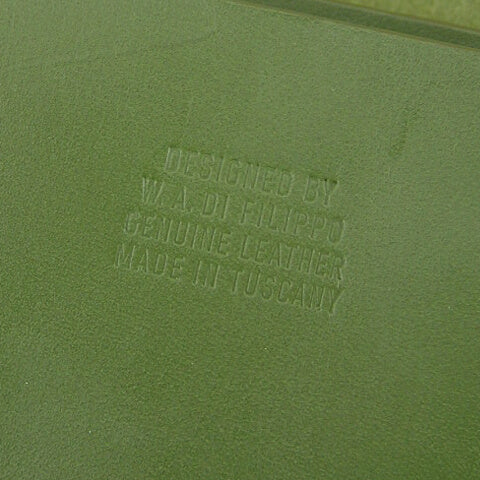 DESIGNED BY
W. A. DI FILIPPO
GENUINE LEATHER
MADE IN TUSCANY